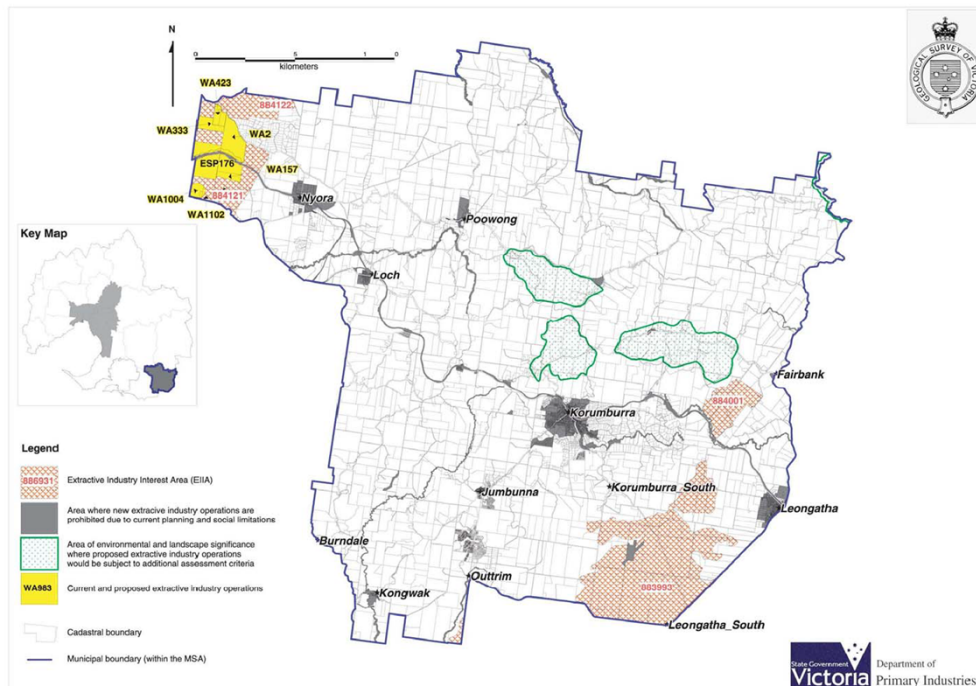 N
0
5
1
0
kilometers
GEOLOGICAL SURVEY OF VICTORIA
WA423
884122
WA333
WA2
ESP176
WA157
884121
WA1004
WA1102
Nyora
Poowong
Loch
Key Map
Fairbank
884001
Korumburra
Legend
886931 Extractive Industry Interest Area (EIIA)
Area where new extractive industry operations are
prohibited due to current planning and social limitations
Area of environmental and landscape significance
where proposed extractive industry operations
would be subject to additional assessment criteria
WA983 Current and proposed extractive industry operations
Cadastral boundary
Municipal boundary (within the MSA)
Jumbunna
Korumburra_South
Leongatha
Burndale
Outtrim
883993
Kongwak
Leongatha_South
State Government
Victoria
Department of
Primary Industries